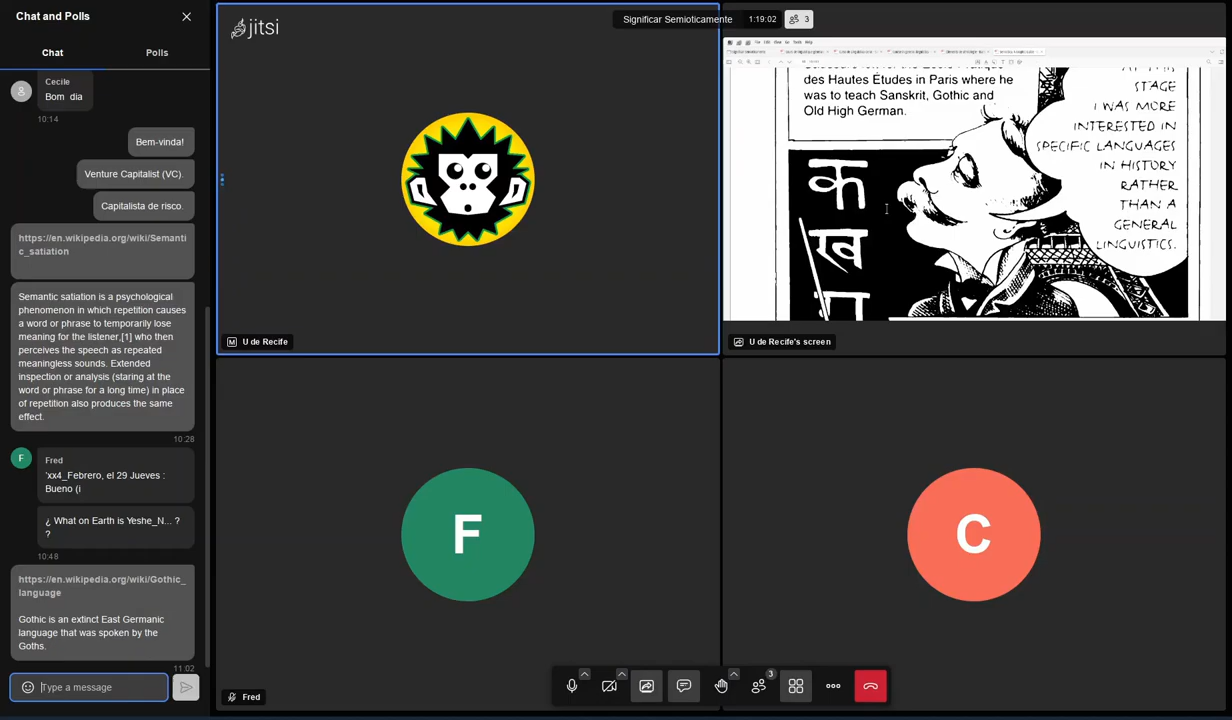 Chat and Polls
Chat
Polls
Cecile
Bom dia
10:14
Bem-vinda!
Venture Capitalist (VC).
Capitalista de risco.
https://en.wikipedia.org/wiki/Semanti
c_satiation
Semantic satiation is a psychological
phenomenon in which repetition causes
a word or phrase to temporarily lose
meaning for the listener,[1] who then
perceives the speech as repeated
meaningless sounds. Extended
inspection or analysis (staring at the
word or phrase for a long time) in place
of repetition also produces the same
effect.
10:28
F
Fred
'xx4_Febrero, el 29 Jueves :
Bueno (i
¿ What on Earth is Yeshe_N... ?
?
10:48
https://en.wikipedia.org/wiki/Gothic_
language
Gothic is an extinct East Germanic
language that was spoken by the
Goths.
11:02
Type a message
jitsi
Significar Semioticamente
1:19:02
3
M U de Recife
des Hautes Études in Paris where he
was to teach Sanskrit, Gothic and
Old High German.
STAGE
I WAS MORE
INTERESTED IN
SPECIFIC LANGUAGES
IN HISTORY
RATHER
THAN A
GENERAL
LINGUISTICS.
क
ख
U de Recife's screen
F
C
Fred
3